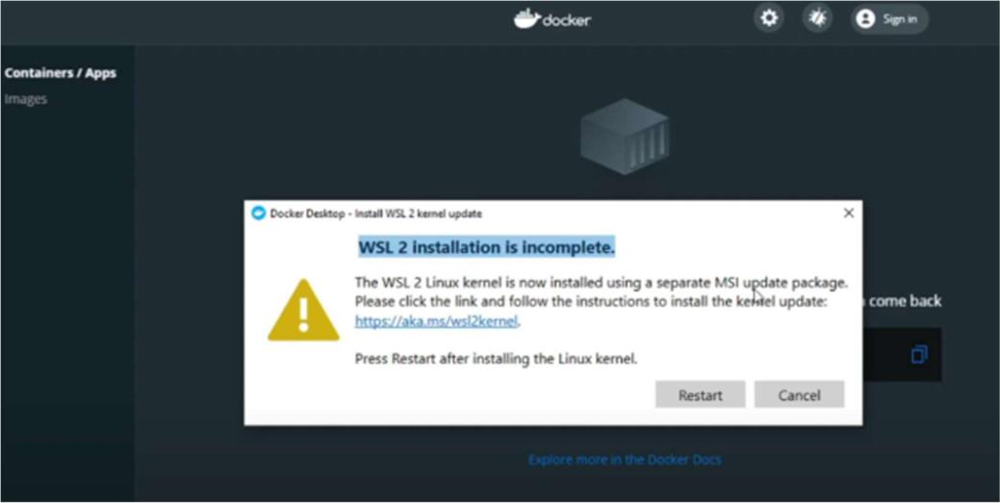 docker
Sign in
Containers / Apps
Images
Docker Desktop - Install WSL 2 kernel update
WSL 2 installation is incomplete.
The WSL 2 Linux kernel is now installed using a separate MSI update package.
Please click the link and follow the instructions to install the kernel update:
https://aka.ms/wsl2kernel.
come back
Press Restart after installing the Linux kernel.
Restart
Cancel
Explore more in the Docker Docs